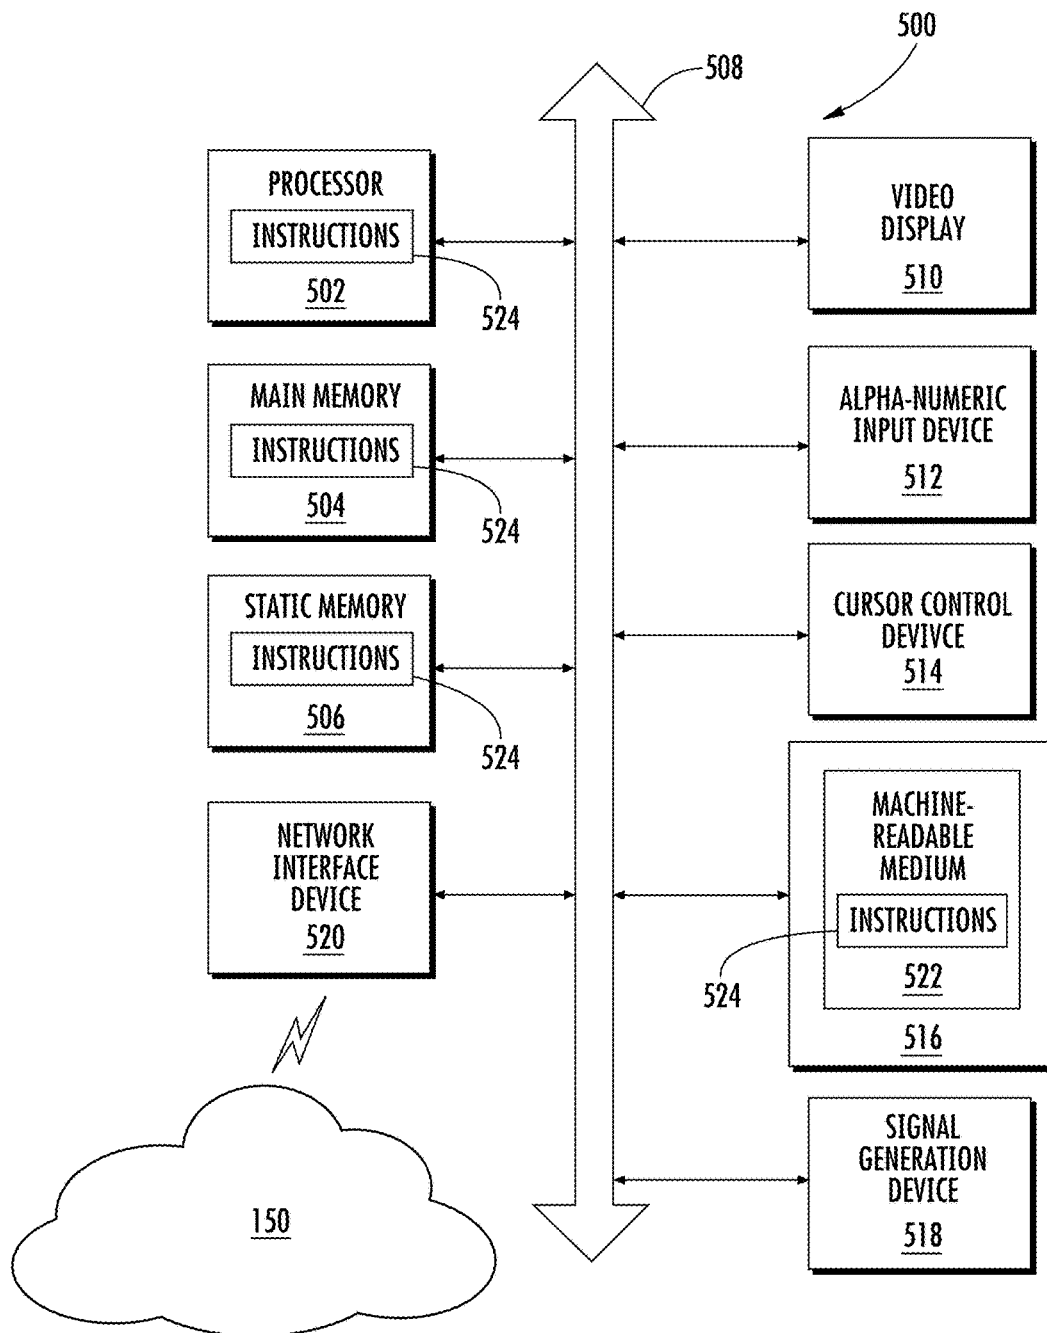 500
508
PROCESSOR
INSTRUCTIONS
502
524
MAIN MEMORY
INSTRUCTIONS
504
524
STATIC MEMORY
INSTRUCTIONS
506
524
NETWORK
INTERFACE
DEVICE
520
150
VIDEO
DISPLAY
510
ALPHA-NUMERIC
INPUT DEVICE
512
CURSOR CONTROL
DEVIVCE
514
MACHINE-
READABLE
MEDIUM
INSTRUCTIONS
522
524
516
SIGNAL
GENERATION
DEVICE
518